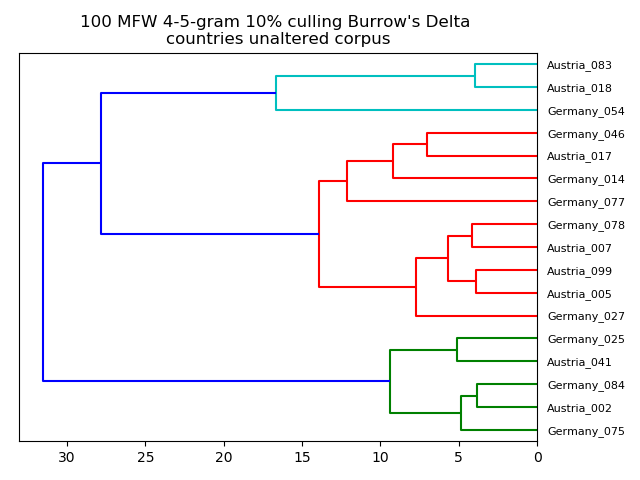 100 MFW 4-5-gram 10% culling Burrow's Delta
countries unaltered corpus
Austria_083
Austria_018
Germany_054
Germany_046
Austria_017
Germany_014
Germany_077
Germany_078
Austria_007
Austria_099
Austria_005
Germany_027
Germany_025
Austria_041
Germany_084
Austria_002
Germany_075
30 25 20 15 10 5 0